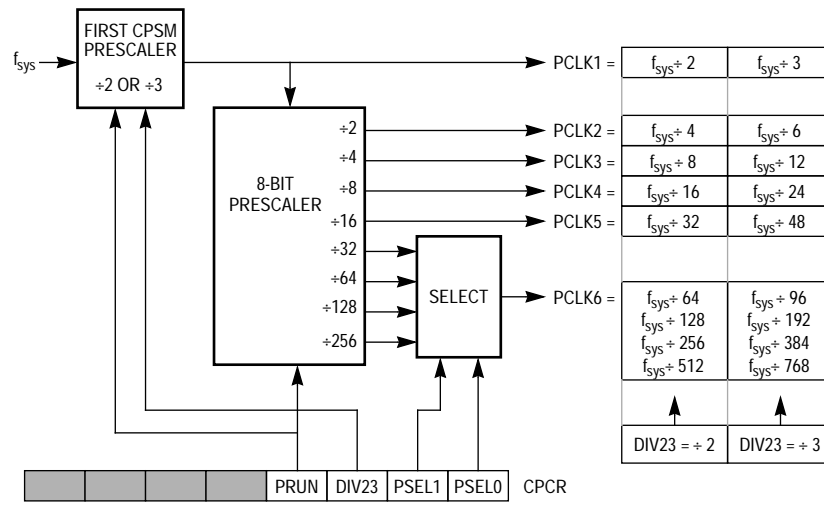 FIRST CPSM
PRESCALER
÷2 OR ÷3
fsys
PCLK1 =
fsys÷ 2
fsys÷ 3
8-BIT
PRESCALER
÷2
÷4
÷8
÷16
÷32
÷64
÷128
÷256
SELECT
PCLK2 =
fsys÷ 4
fsys÷ 6
PCLK3 =
fsys÷ 8
fsys÷ 12
PCLK4 =
fsys÷ 16
fsys÷ 24
PCLK5 =
fsys÷ 32
fsys÷ 48
PCLK6 =
fsys÷ 64
fsys÷ 128
fsys÷ 256
fsys÷ 512
fsys÷ 96
fsys÷ 192
fsys÷ 384
fsys÷ 768
DIV23 = ÷ 2
DIV23 = ÷ 3
PRUN
DIV23
PSEL1
PSEL0
CPCR